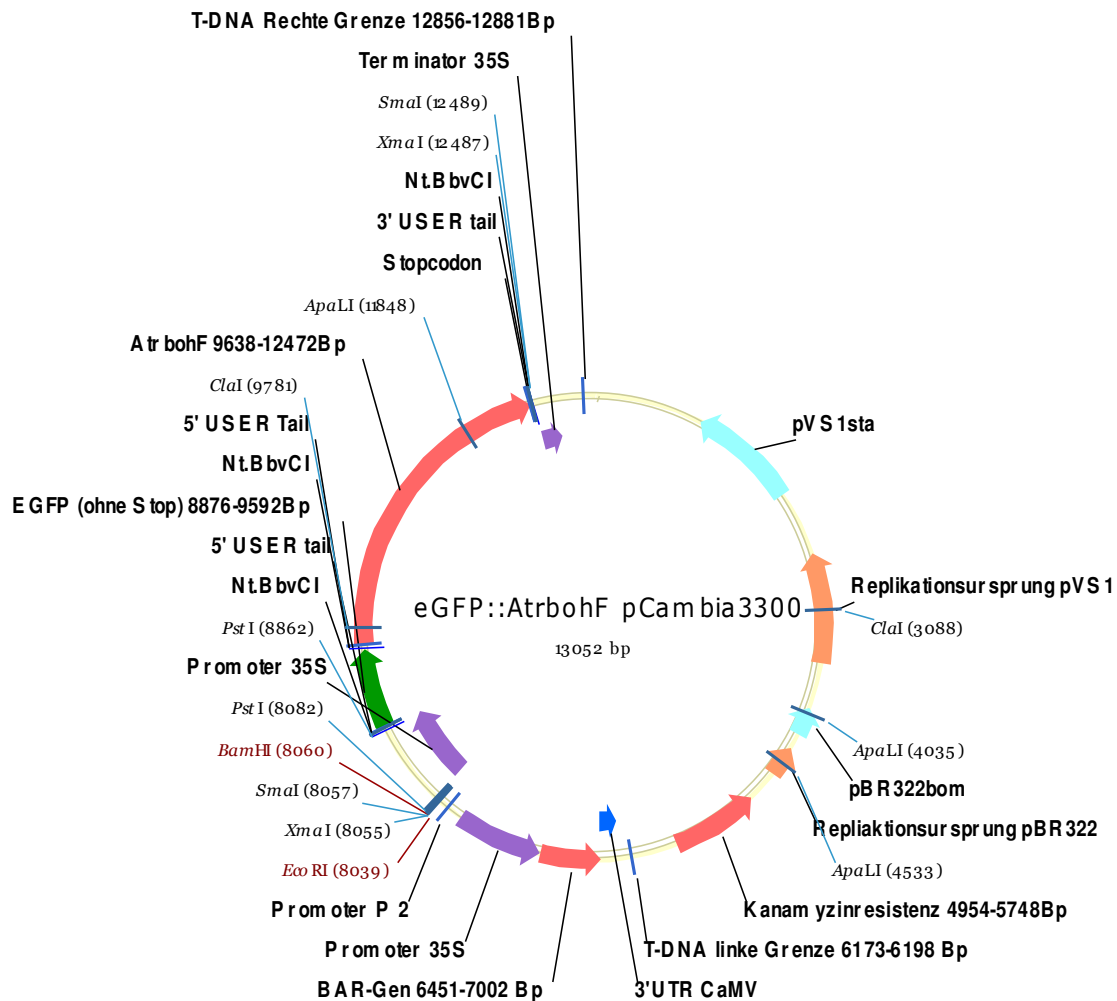 T-DNA Rechte Grenze 12856-12881Bp
Terminator 35S
SmaI (12489)
XmaI (12487)
Nt.BbvCI
3' USER tail
Stopcodon
ApaLI (11848)
AtrbohF 9638-12472Bp
ClaI (9781)
5' USER Tail
Nt.BbvCI
EGFP (ohne Stop) 8876-9592Bp
5' USER tail
Nt.BbvCI
PstI (8862)
Promoter 35S
PstI (8082)
BamHI (8060)
SmaI (8057)
XmaI (8055)
EcoRI (8039)
Promoter P 2
Promoter 35S
BAR-Gen 6451-7002 Bp
eGFP::AtrbohF pCambia3300
13052 bp
pVS1sta
Replikationsursprung pVS1
ClaI (3088)
ApaLI (4035)
pBR322bom
Repliaktionsursprung pBR322
ApaLI (4533)
Kanamyzinresistenz 4954-5748Bp
T-DNA linke Grenze 6173-6198 Bp
3'UTR CaMV